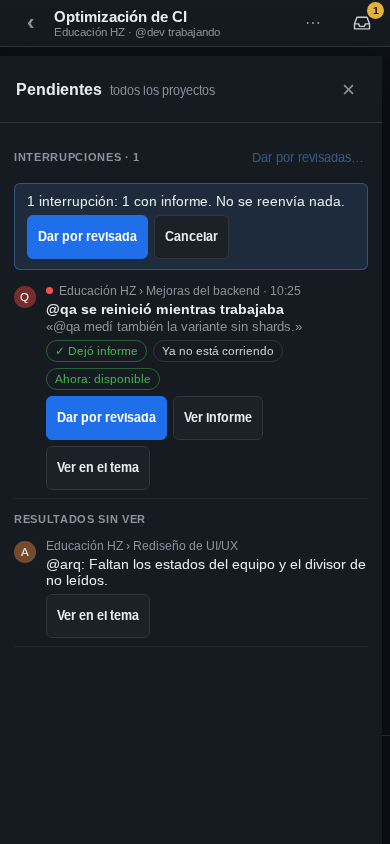 Optimización de CI
Educación HZ · @dev trabajando
1
Pendientes todos los proyectos
INTERRUPCIONES · 1
Dar por revisadas…
1 interrupción: 1 con informe. No se reenvía nada.
Dar por revisada
Cancelar
Q
Educación HZ › Mejoras del backend · 10:25
@qa se reinició mientras trabajaba
«@qa medí también la variante sin shards.»
✓ Dejó informe
Ya no está corriendo
Ahora: disponible
Dar por revisada
Ver informe
Ver en el tema
RESULTADOS SIN VER
A
Educación HZ › Rediseño de UI/UX
@arq: Faltan los estados del equipo y el divisor de
no leídos.
Ver en el tema